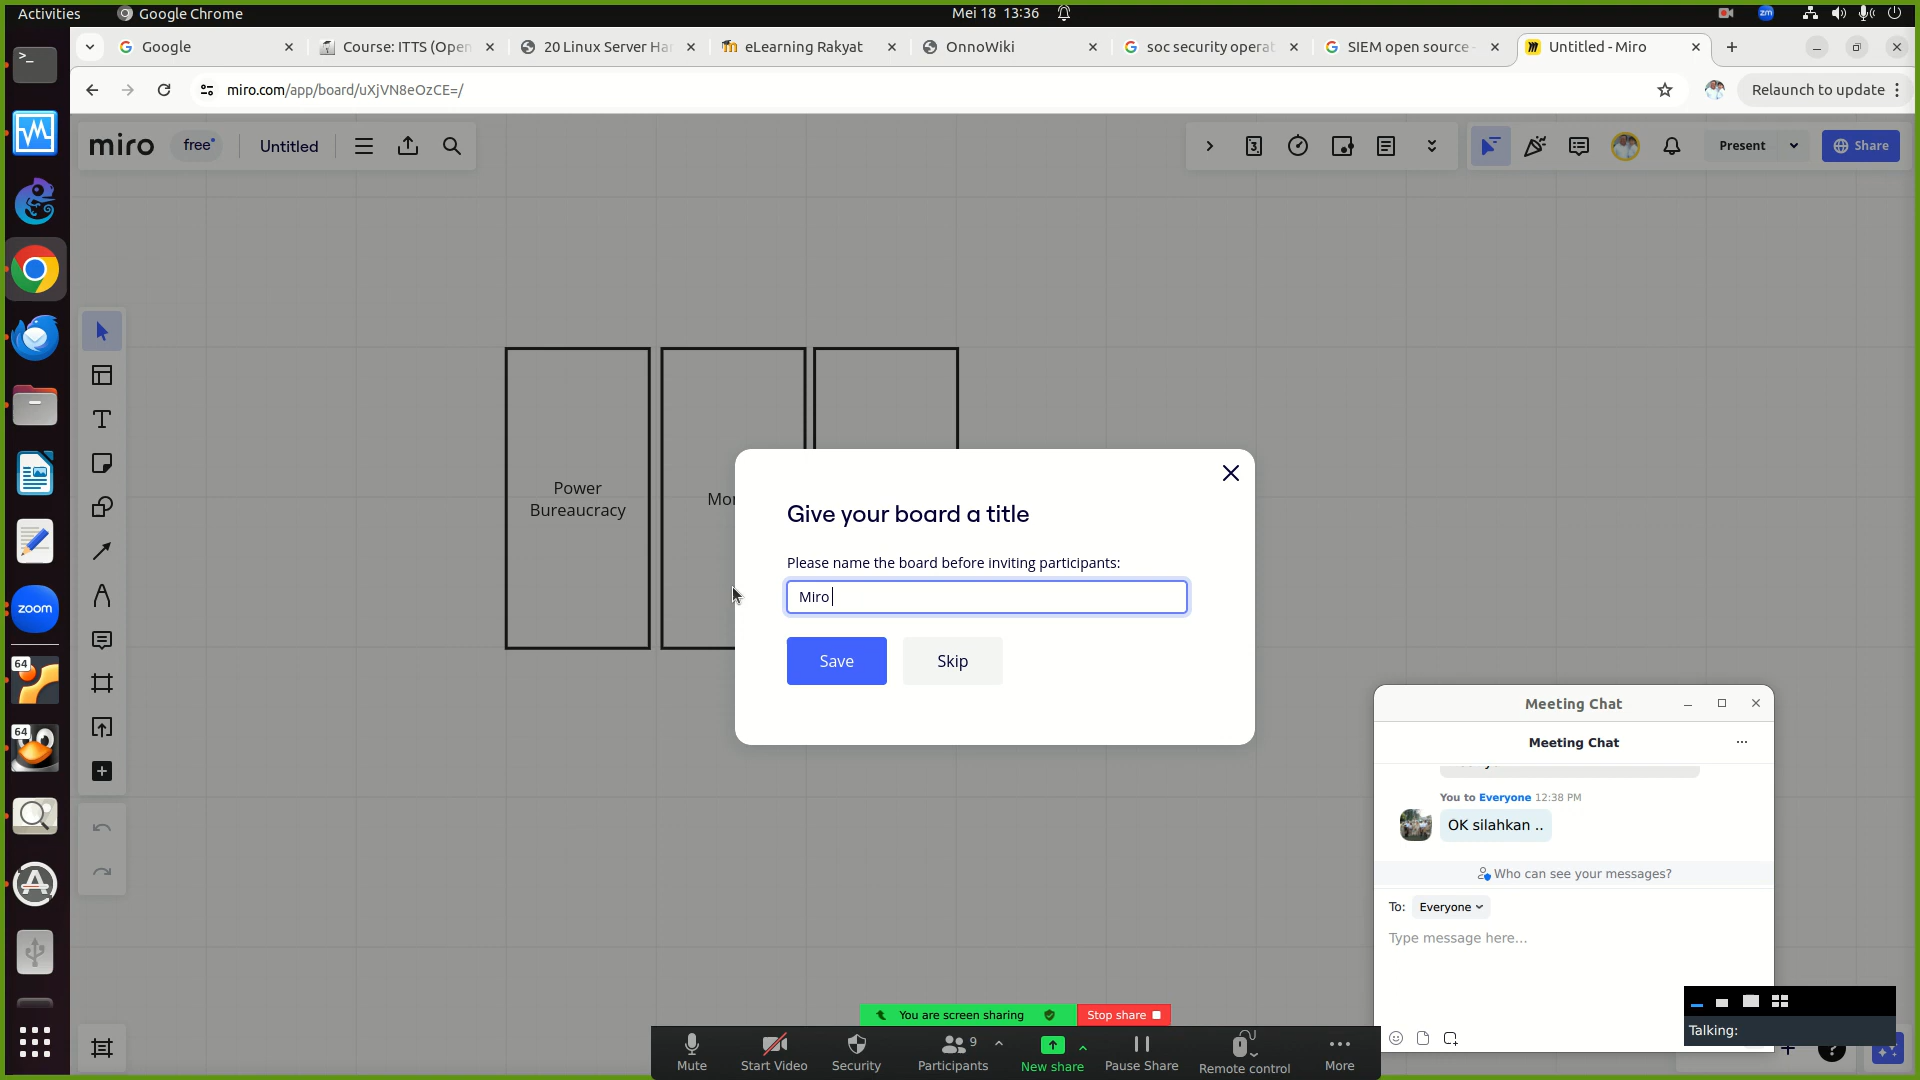 Activities
Google Chrome
Mei 18 13:36
zm
Google
Course: ITTS (Open
20 Linux Server Har
eLearning Rakyat
OnnoWiki
soc security operat
SIEM open source -
Untitled - Miro
miro.com/app/board/uXjVN8eOzCE=/
Relaunch to update
miro
free
Untitled
3
Present
Share
Power
Bureaucracy
Mor
Give your board a title
Please name the board before inviting participants:
Miro
Save
Skip
zoom
64
64
Meeting Chat
Meeting Chat
You to Everyone 12:38 PM
OK silahkan ..
Who can see your messages?
To: Everyone
Type message here...
Talking:
You are screen sharing
Stop share
Mute
Start Video
Security
9
Participants
New share
Pause Share
Remote control
More